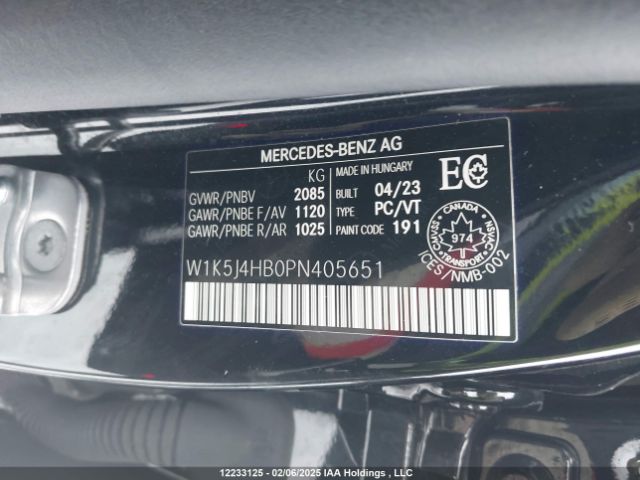 MERCEDES-BENZ AG
KG
GVWR/PNBV 2085
GAWR/PNBE F/AV 1120
GAWR/PNBE R/AR 1025
MADE IN HUNGARY
BUILT 04/23
TYPE PC/VT
PAINT CODE 191
EC
CANADA
974
TRANSPORT
ICES/NMB-002
W1K5J4HB0PN405651
12233125 - 02/06/2025 IAA Holdings , LLC